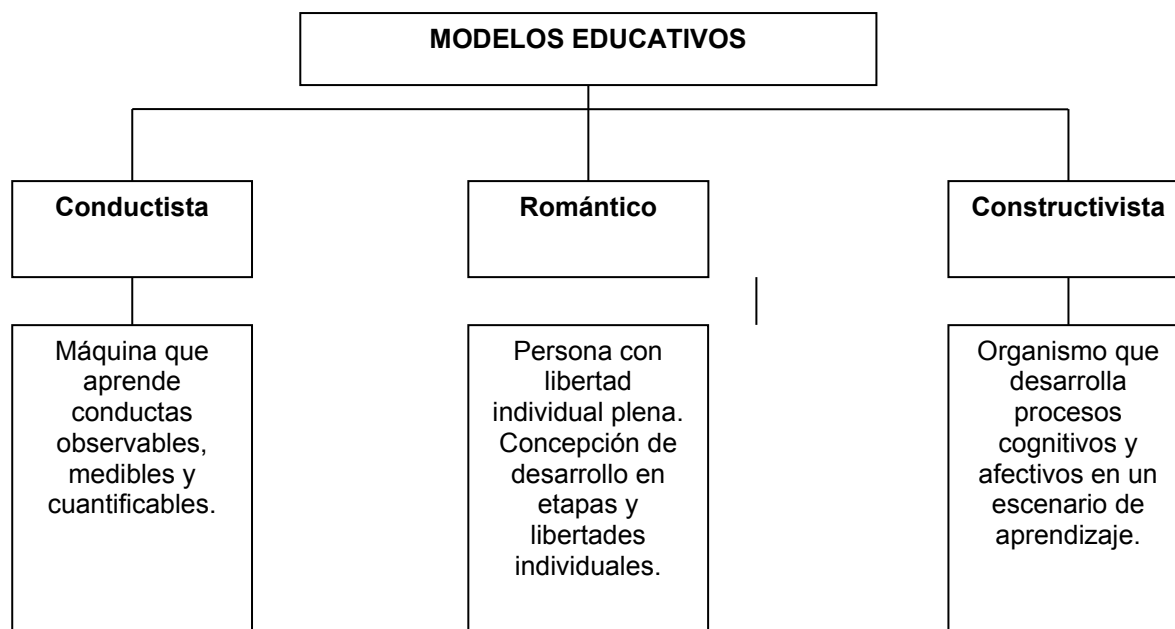 MODELOS EDUCATIVOS
Conductista
Romántico
Constructivista
Máquina que
aprende
conductas
observables,
medibles y
cuantificables.
Persona con
libertad
individual plena.
Concepción de
desarrollo en
etapas y
libertades
individuales.
Organismo que
desarrolla
procesos
cognitivos y
afectivos en un
escenario de
aprendizaje.